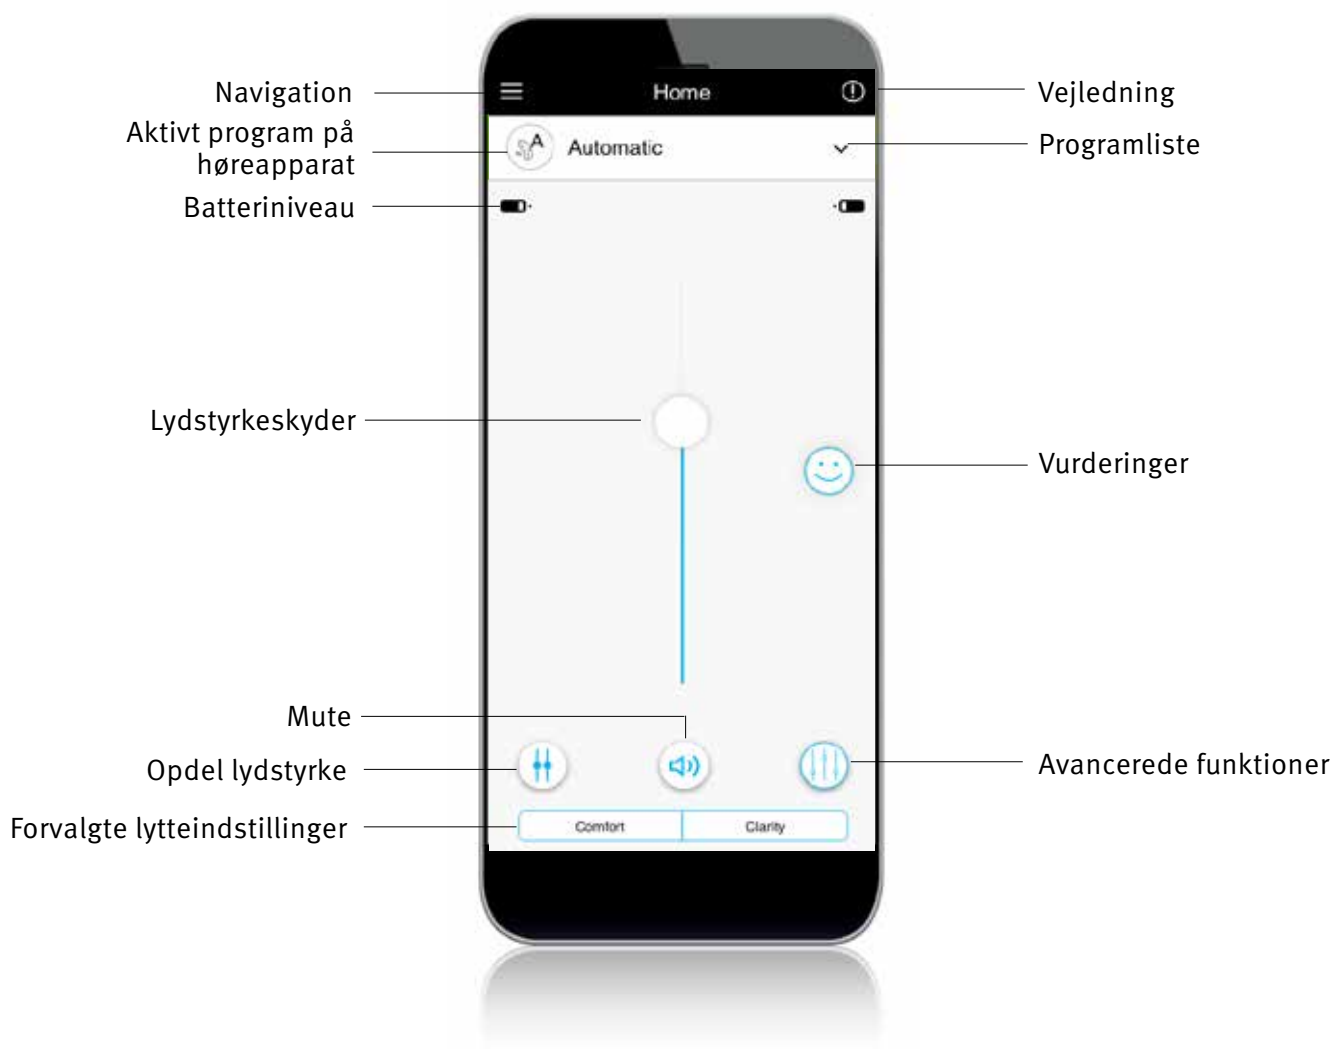 Navigation
Home
Vejledning
Aktivt program på
høreapparat
A
Automatic
Programliste
Batteriniveau
Lydstyrkeskyder
Vurderinger
Mute
Opdel lydstyrke
Avancerede funktioner
Forvalgte lytteindstillinger
Comfort
Clarity